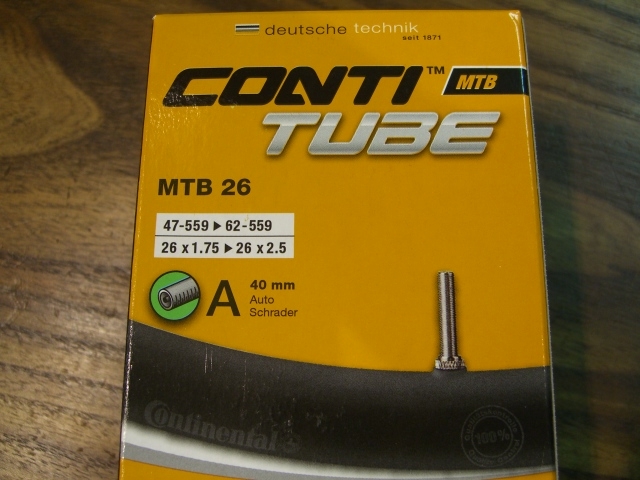 deutsche technik
seit 1871
CONTI™ MTB
TUBE
MTB 26
47-559 ▶ 62-559
26 x 1.75 ▶ 26 x 2.5
A
40 mm
Auto
Schrader
Continental
100%